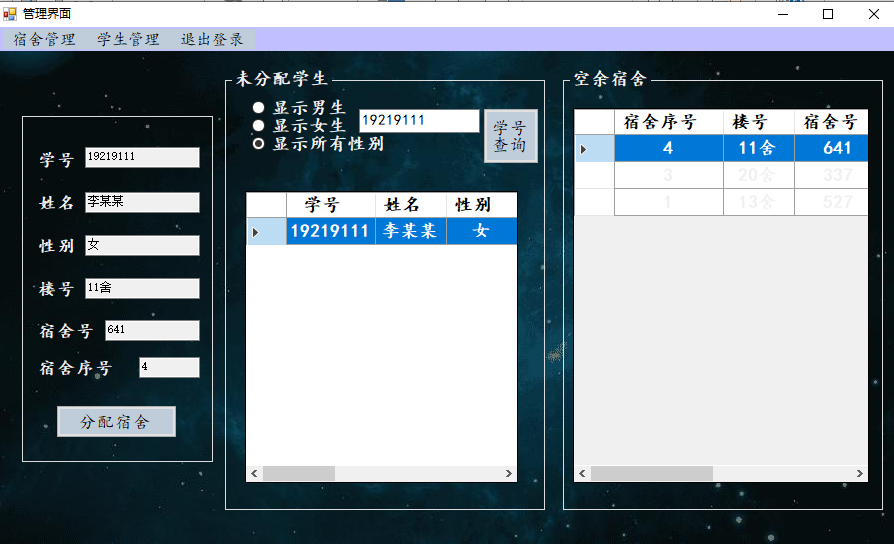 管理界面
宿舍管理 学生管理 退出登录
学号 19219111
姓名 李某某
性别 女
楼号 11舍
宿舍号 641
宿舍序号 4
分配宿舍
未分配学生
显示男生
显示女生
显示所有性别
19219111
学号
查询
学号 姓名 性别
19219111 李某某 女
空余宿舍
宿舍序号 楼号 宿舍号
4 11舍 641
3 20舍 337
1 13舍 527